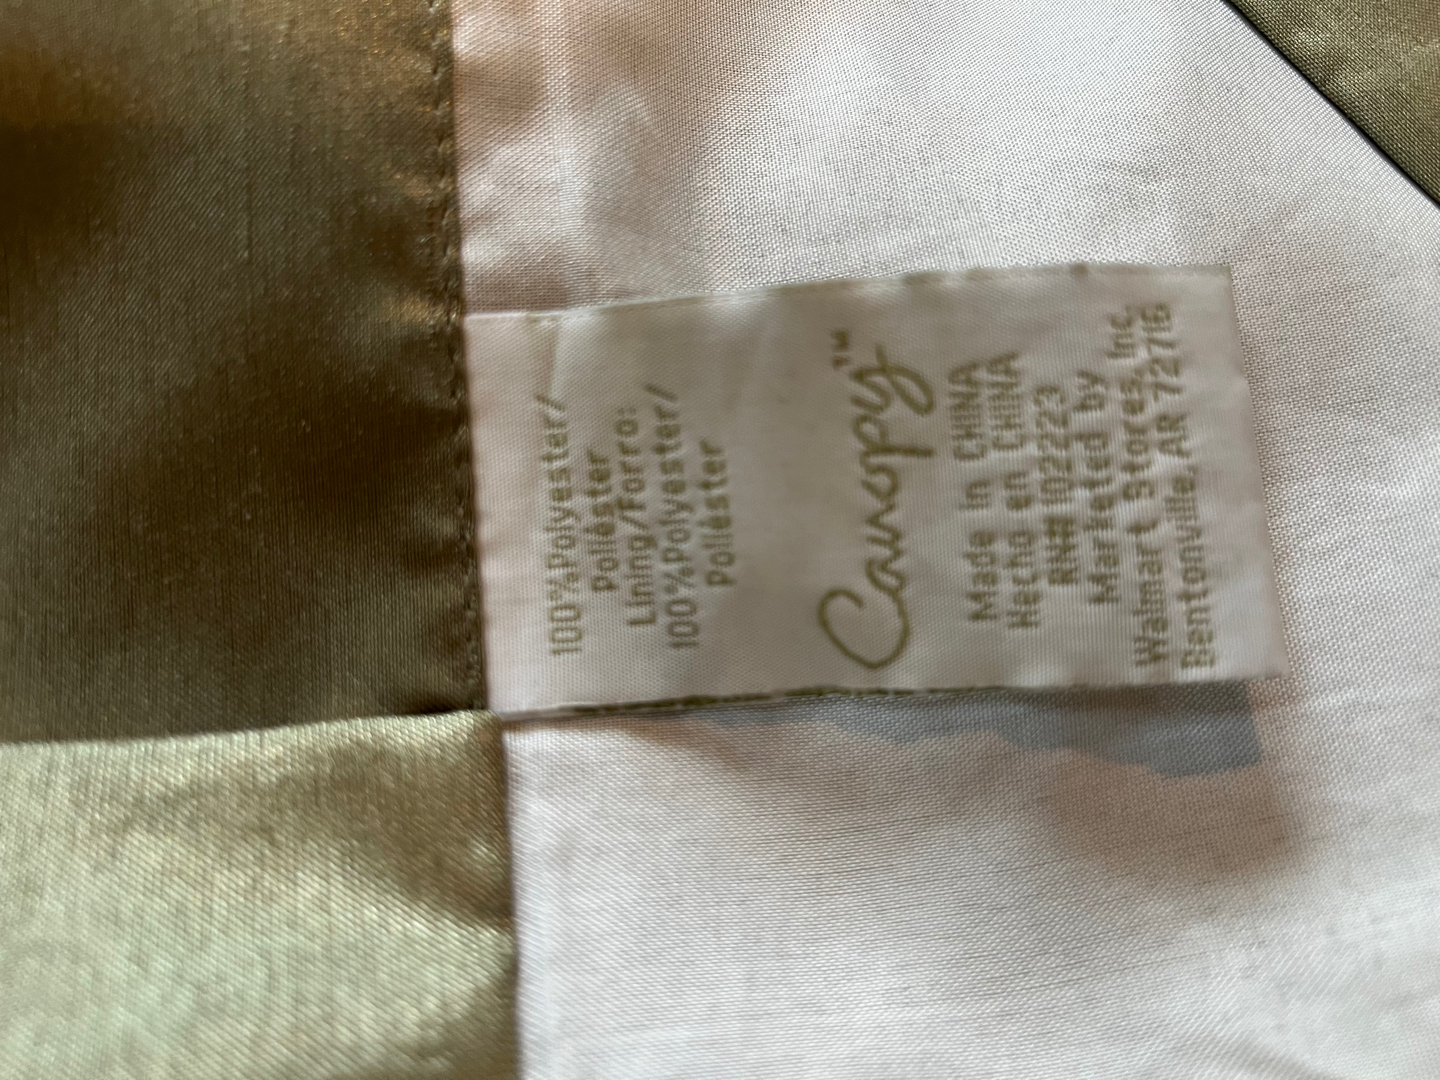 100%Polyester/
Poliéster
Lining/Forro:
100%Polyester/
Poliéster
Canopy™
Made in CHINA
Hecho en CHINA
RN# 102223
Marketed by
Walmart Stores, Inc.
Bentonville, AR 72716